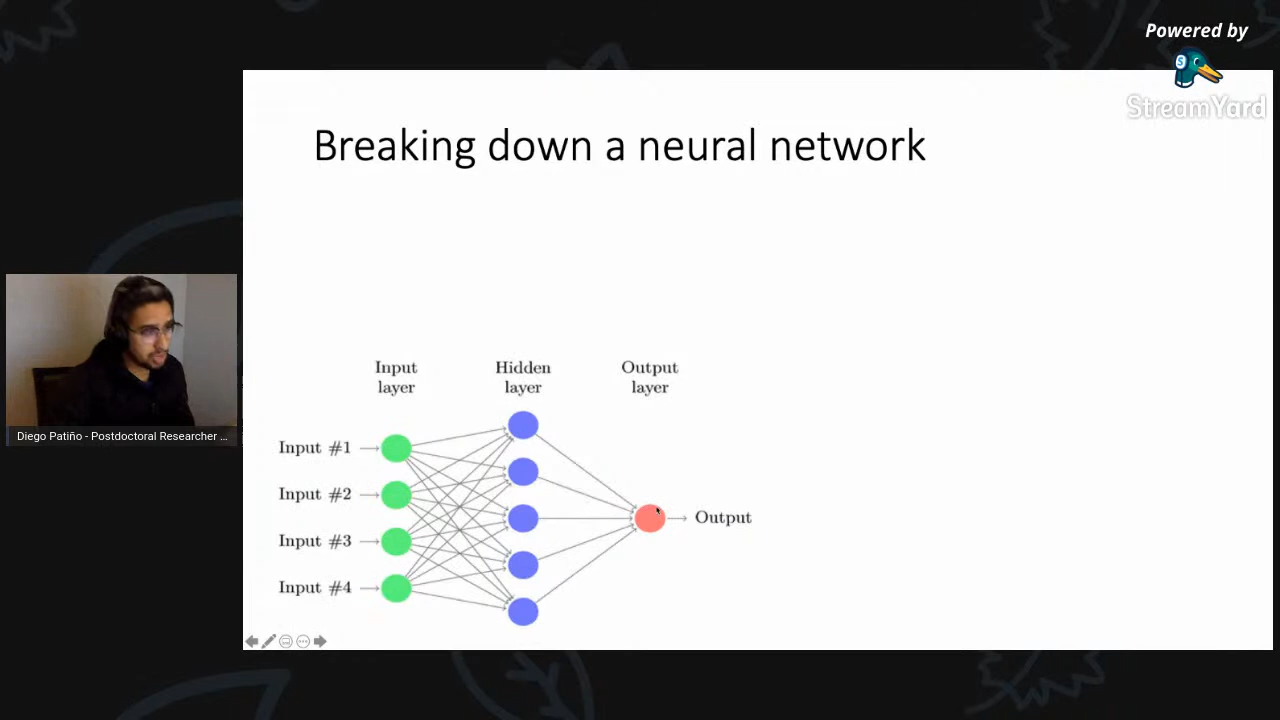 Powered by
StreamYard
Breaking down a neural network
Input
layer
Hidden
layer
Output
layer
Input #1
Input #2
Input #3
Input #4
Output
Diego Patiño - Postdoctoral Researcher ...